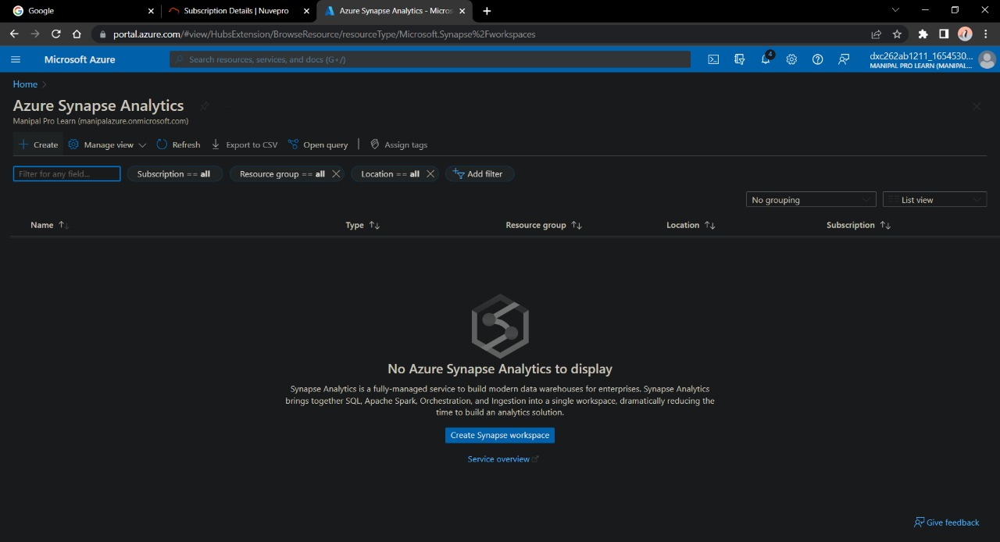 Google
Subscription Details | Nuvepro
Azure Synapse Analytics - Micros
portal.azure.com/#view/HubsExtension/BrowseResource/resourceType/Microsoft.Synapse%2Fworkspaces
Microsoft Azure
Search resources, services, and docs (G+/)
4
dxc262ab1211_1654530...
MANIPAL PRO LEARN (MANIPAL...
Home
Azure Synapse Analytics
Manipal Pro Learn (manipalazure.onmicrosoft.com)
Create Manage view Refresh Export to CSV Open query Assign tags
Filter for any field... Subscription == all Resource group == all Location == all Add filter
No grouping List view
Name Type Resource group Location Subscription
No Azure Synapse Analytics to display
Synapse Analytics is a fully-managed service to build modern data warehouses for enterprises. Synapse Analytics
brings together SQL, Apache Spark, Orchestration, and Ingestion into a single workspace, dramatically reducing the
time to build an analytics solution.
Create Synapse workspace
Service overview
Give feedback